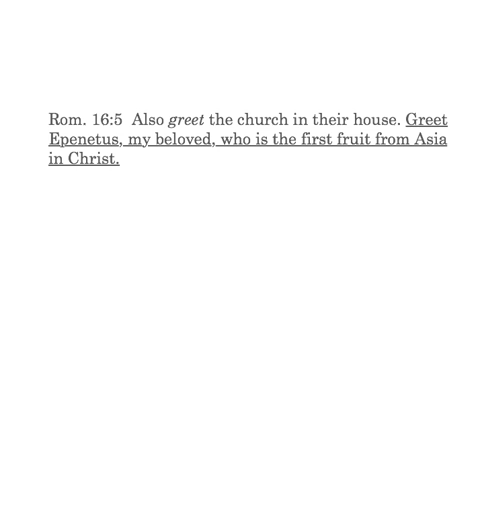 Rom. 16:5  Also greet the church in their house. Greet
Epenetus, my beloved, who is the first fruit from Asia
in Christ.